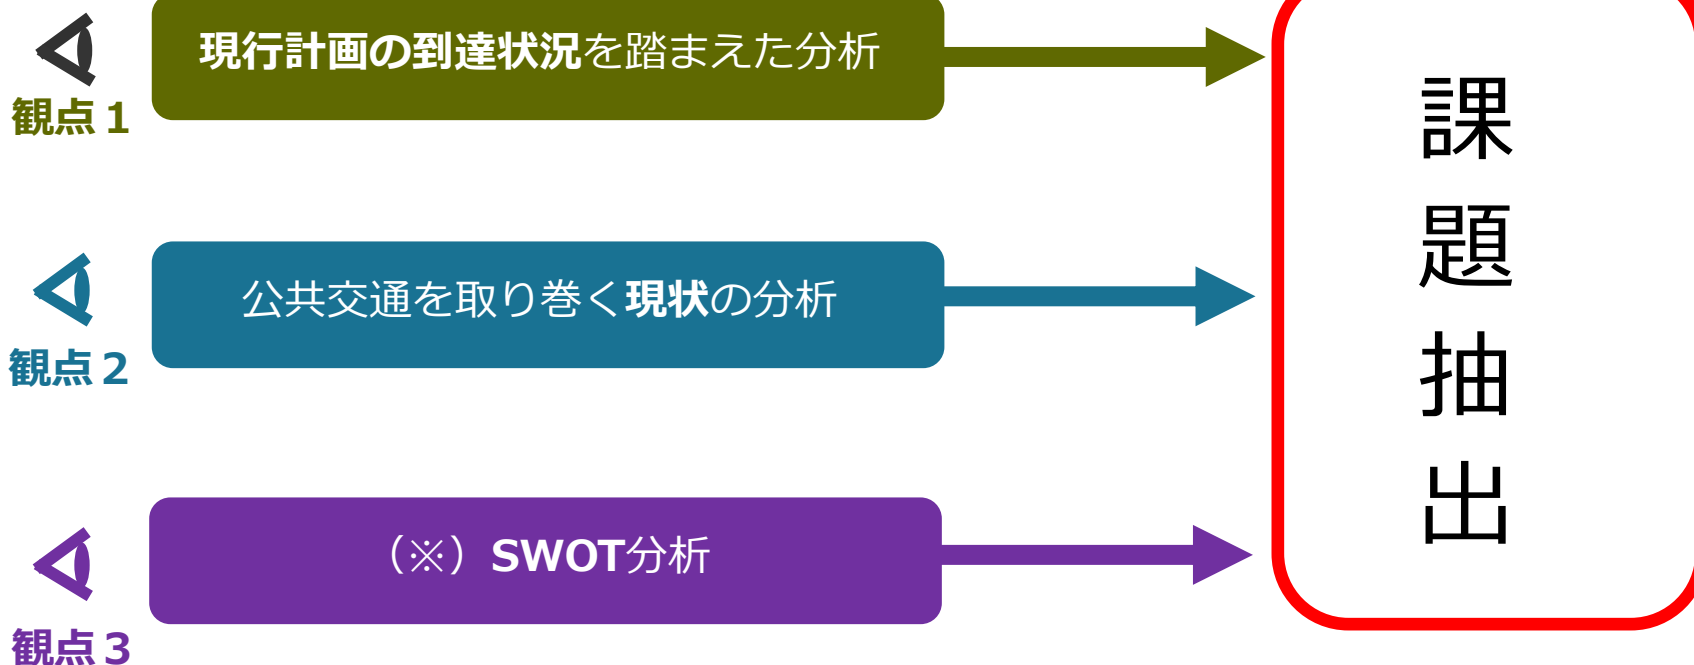 現行計画の到達状況を踏まえた分析
観点１
公共交通を取り巻く現状の分析
観点２
（※）SWOT分析
観点３
課題抽出